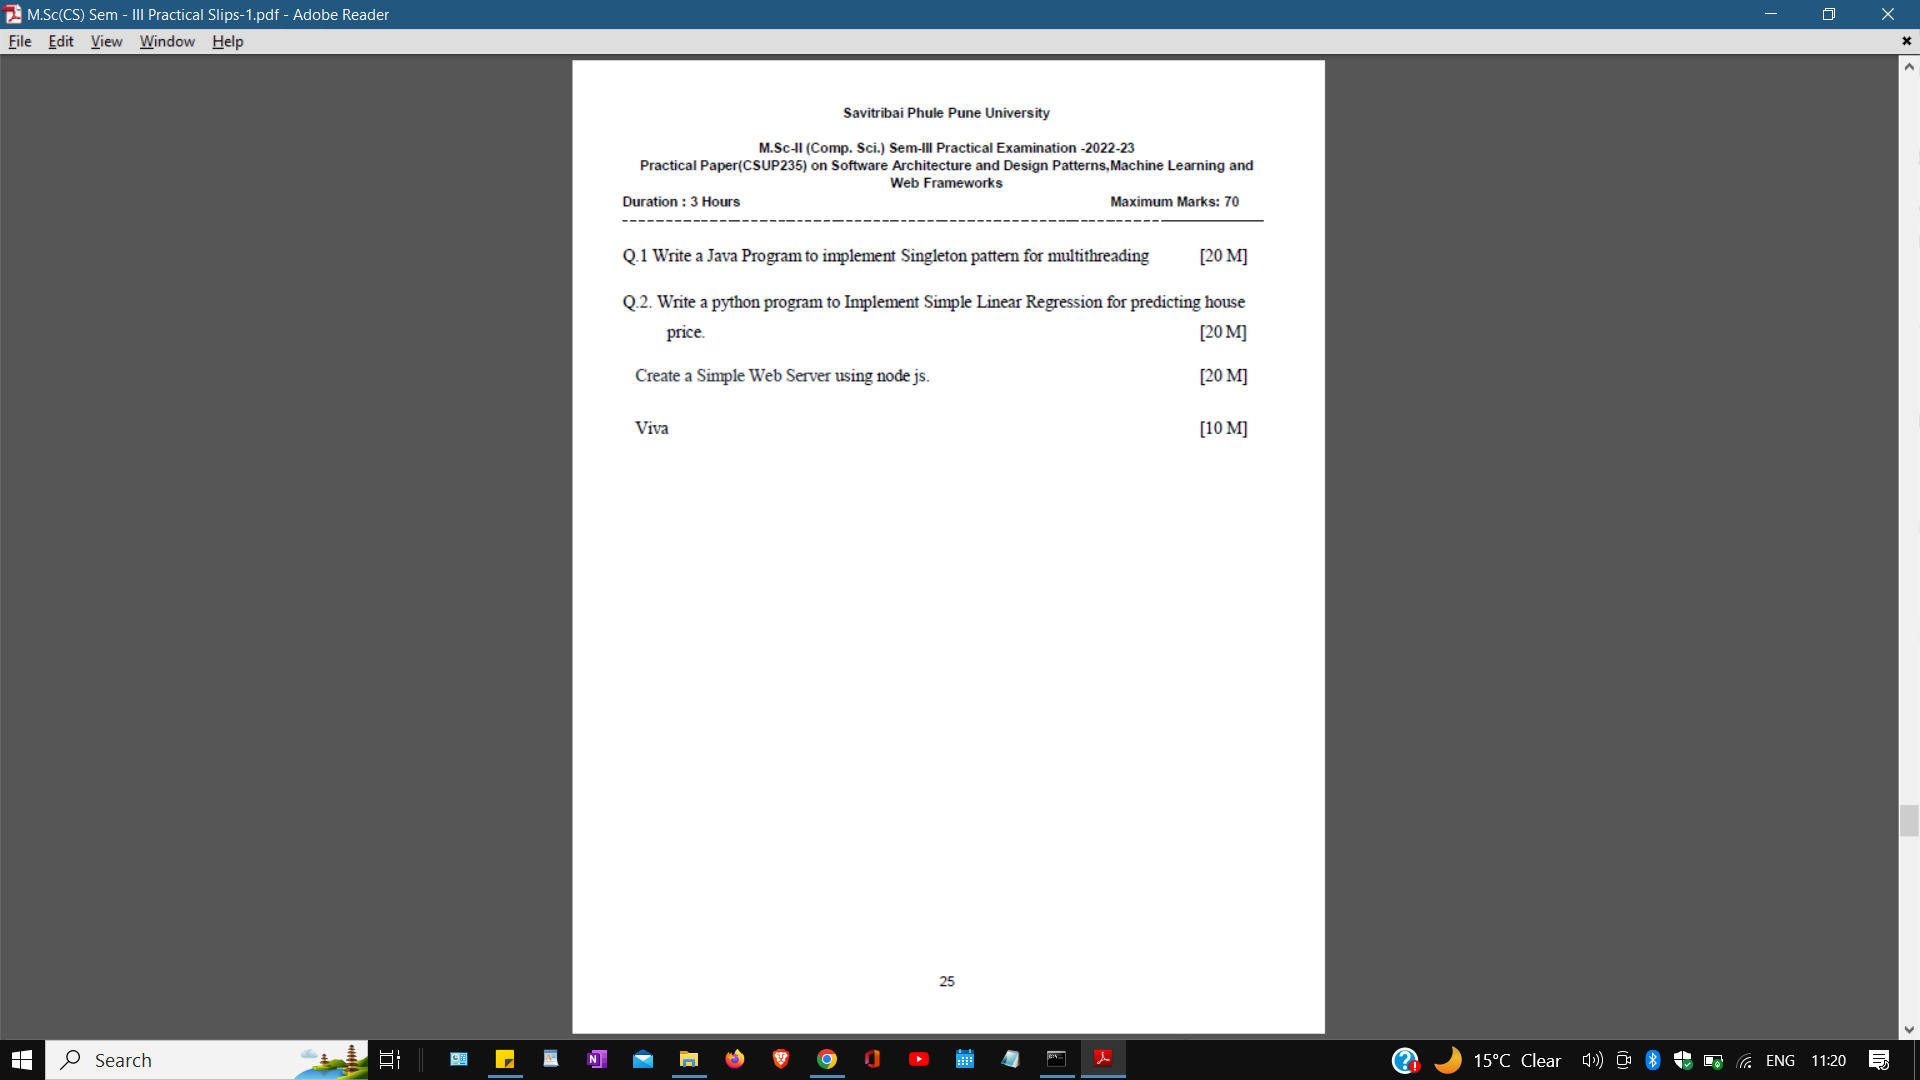 M.Sc(CS) Sem - III Practical Slips-1.pdf - Adobe Reader
File Edit View Window Help
Savitribai Phule Pune University
M.Sc-II (Comp. Sci.) Sem-III Practical Examination -2022-23
Practical Paper(CSUP235) on Software Architecture and Design Patterns,Machine Learning and
Web Frameworks
Duration : 3 Hours Maximum Marks: 70
Q.1 Write a Java Program to implement Singleton pattern for multithreading [20 M]
Q.2. Write a python program to Implement Simple Linear Regression for predicting house
price. [20 M]
Create a Simple Web Server using node js. [20 M]
Viva [10 M]
25
Search 15°C Clear ENG 11:20